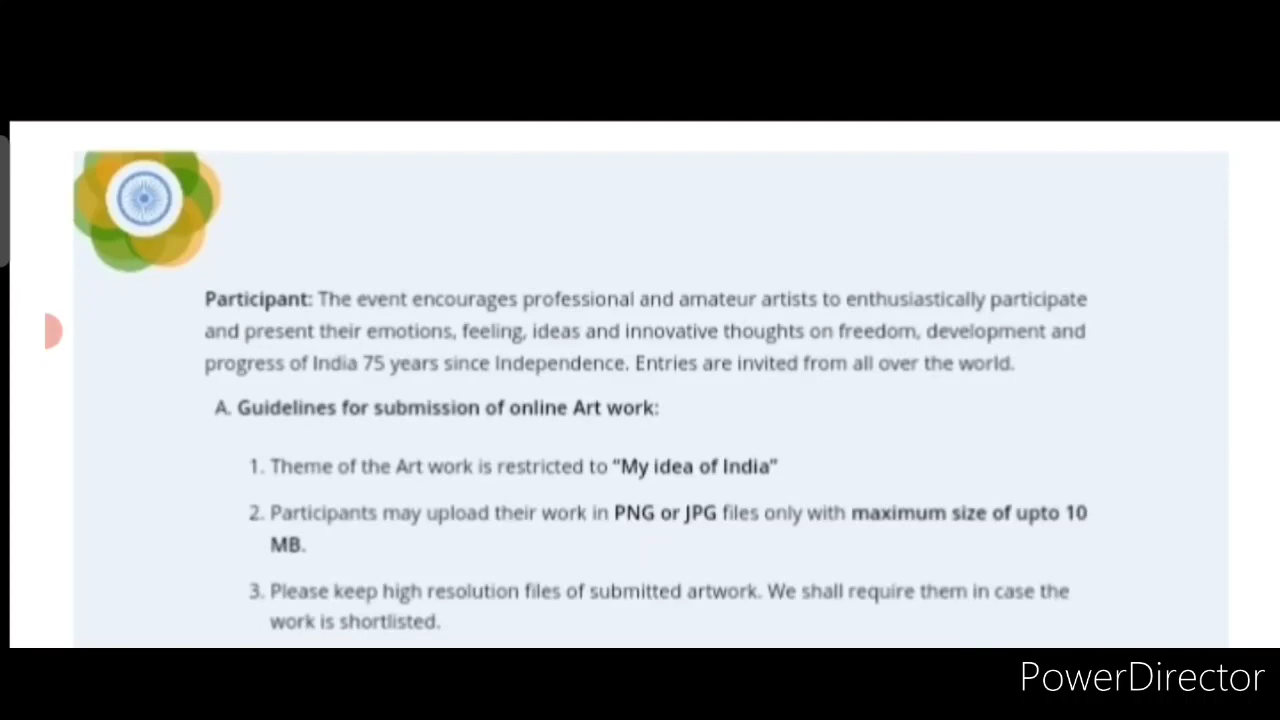 Participant: The event encourages professional and amateur artists to enthusiastically participate
and present their emotions, feeling, ideas and innovative thoughts on freedom, development and
progress of India 75 years since Independence. Entries are invited from all over the world.
A. Guidelines for submission of online Art work:
1. Theme of the Art work is restricted to “My idea of India”
2. Participants may upload their work in PNG or JPG files only with maximum size of upto 10
MB.
3. Please keep high resolution files of submitted artwork. We shall require them in case the
work is shortlisted.
PowerDirector